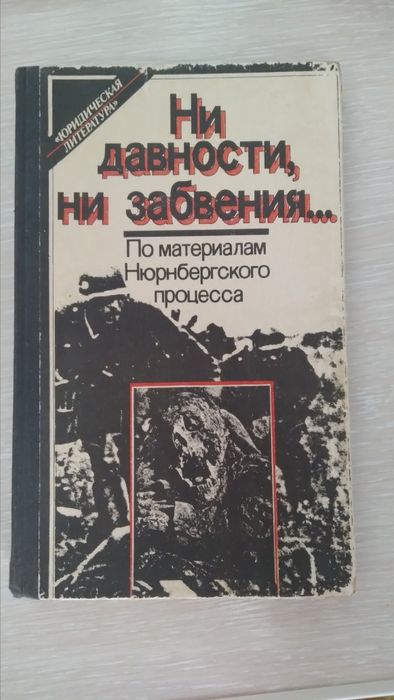 «ЮРИДИЧЕСКАЯ
ЛИТЕРАТУРА»
Ни
давности,
ни забвения...
По материалам
Нюрнбергского
процесса